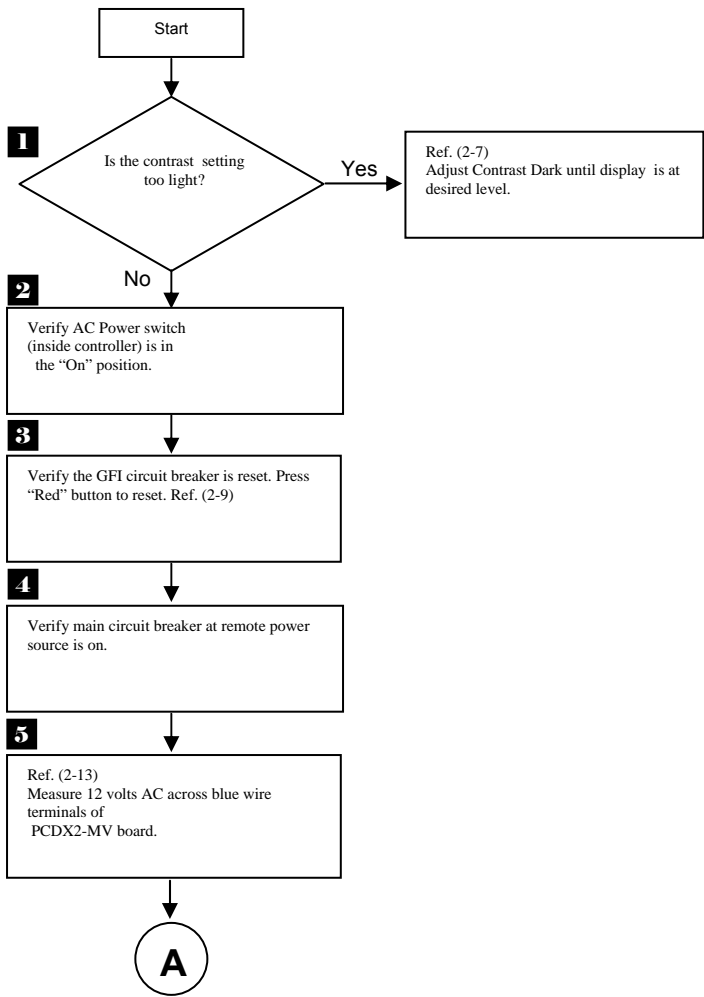 Start
1
Is the contrast setting
too light?
Yes
Ref. (2-7)
Adjust Contrast Dark until display is at
desired level.
No
2
Verify AC Power switch
(inside controller) is in
the “On” position.
3
Verify the GFI circuit breaker is reset. Press
“Red” button to reset. Ref. (2-9)
4
Verify main circuit breaker at remote power
source is on.
5
Ref. (2-13)
Measure 12 volts AC across blue wire
terminals of
PCDX2-MV board.
A